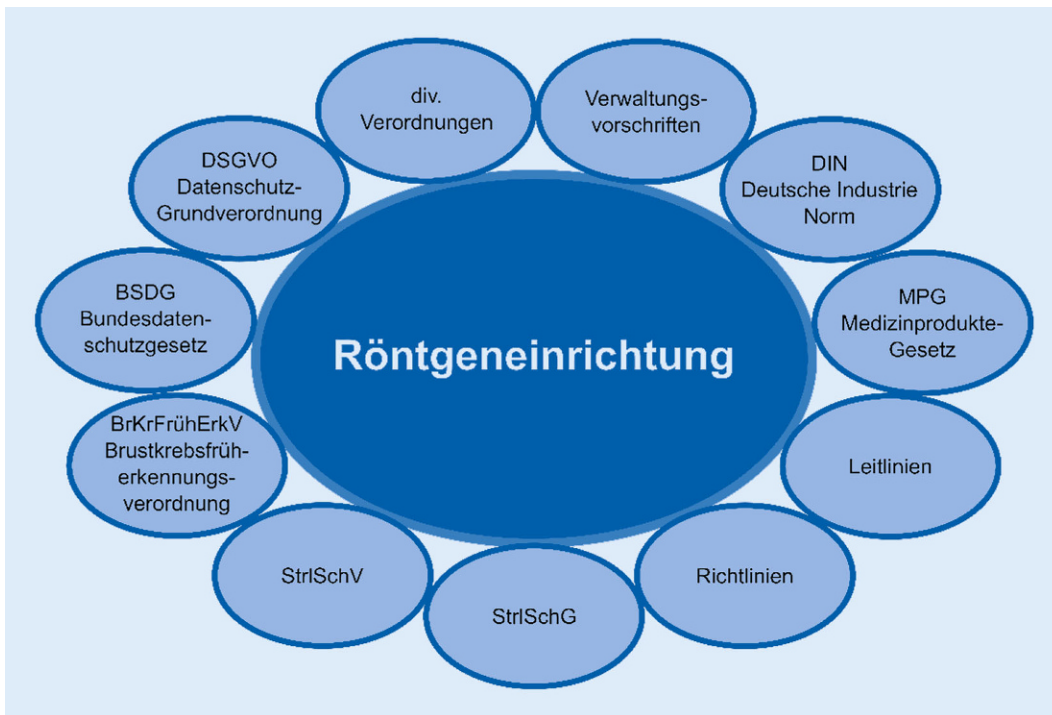 div.
Verordnungen
Verwaltungs-
vorschriften
DSGVO
Datenschutz-
Grundverordnung
DIN
Deutsche Industrie
Norm
BSDG
Bundesdaten-
schutzgesetz
MPG
Medizinprodukte-
Gesetz
Röntgeneinrichtung
BrKrFrühErkV
Brustkrebsfrüh-
erkennungs-
verordnung
Leitlinien
StrlSchV
Richtlinien
StrlSchG